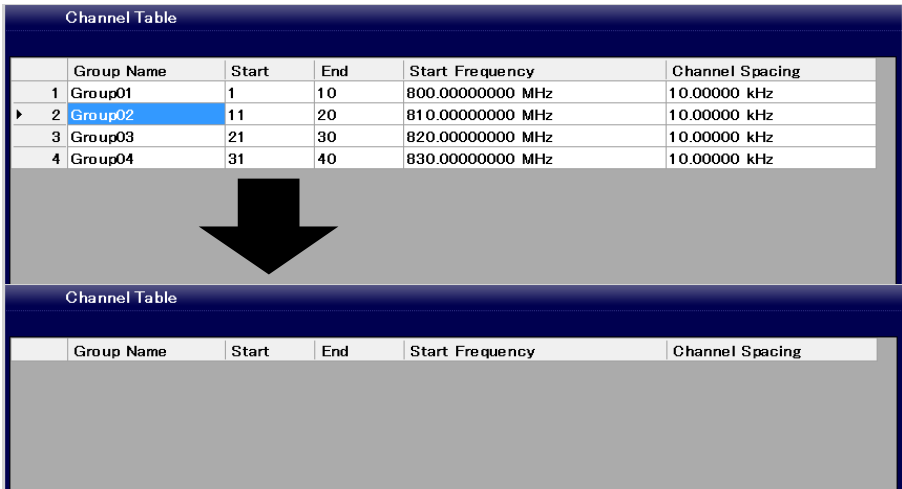 Channel Table
Group Name Start End Start Frequency Channel Spacing
1 Group01 1 10 800.00000000 MHz 10.00000 kHz
2 Group02 11 20 810.00000000 MHz 10.00000 kHz
3 Group03 21 30 820.00000000 MHz 10.00000 kHz
4 Group04 31 40 830.00000000 MHz 10.00000 kHz
Channel Table
Group Name Start End Start Frequency Channel Spacing